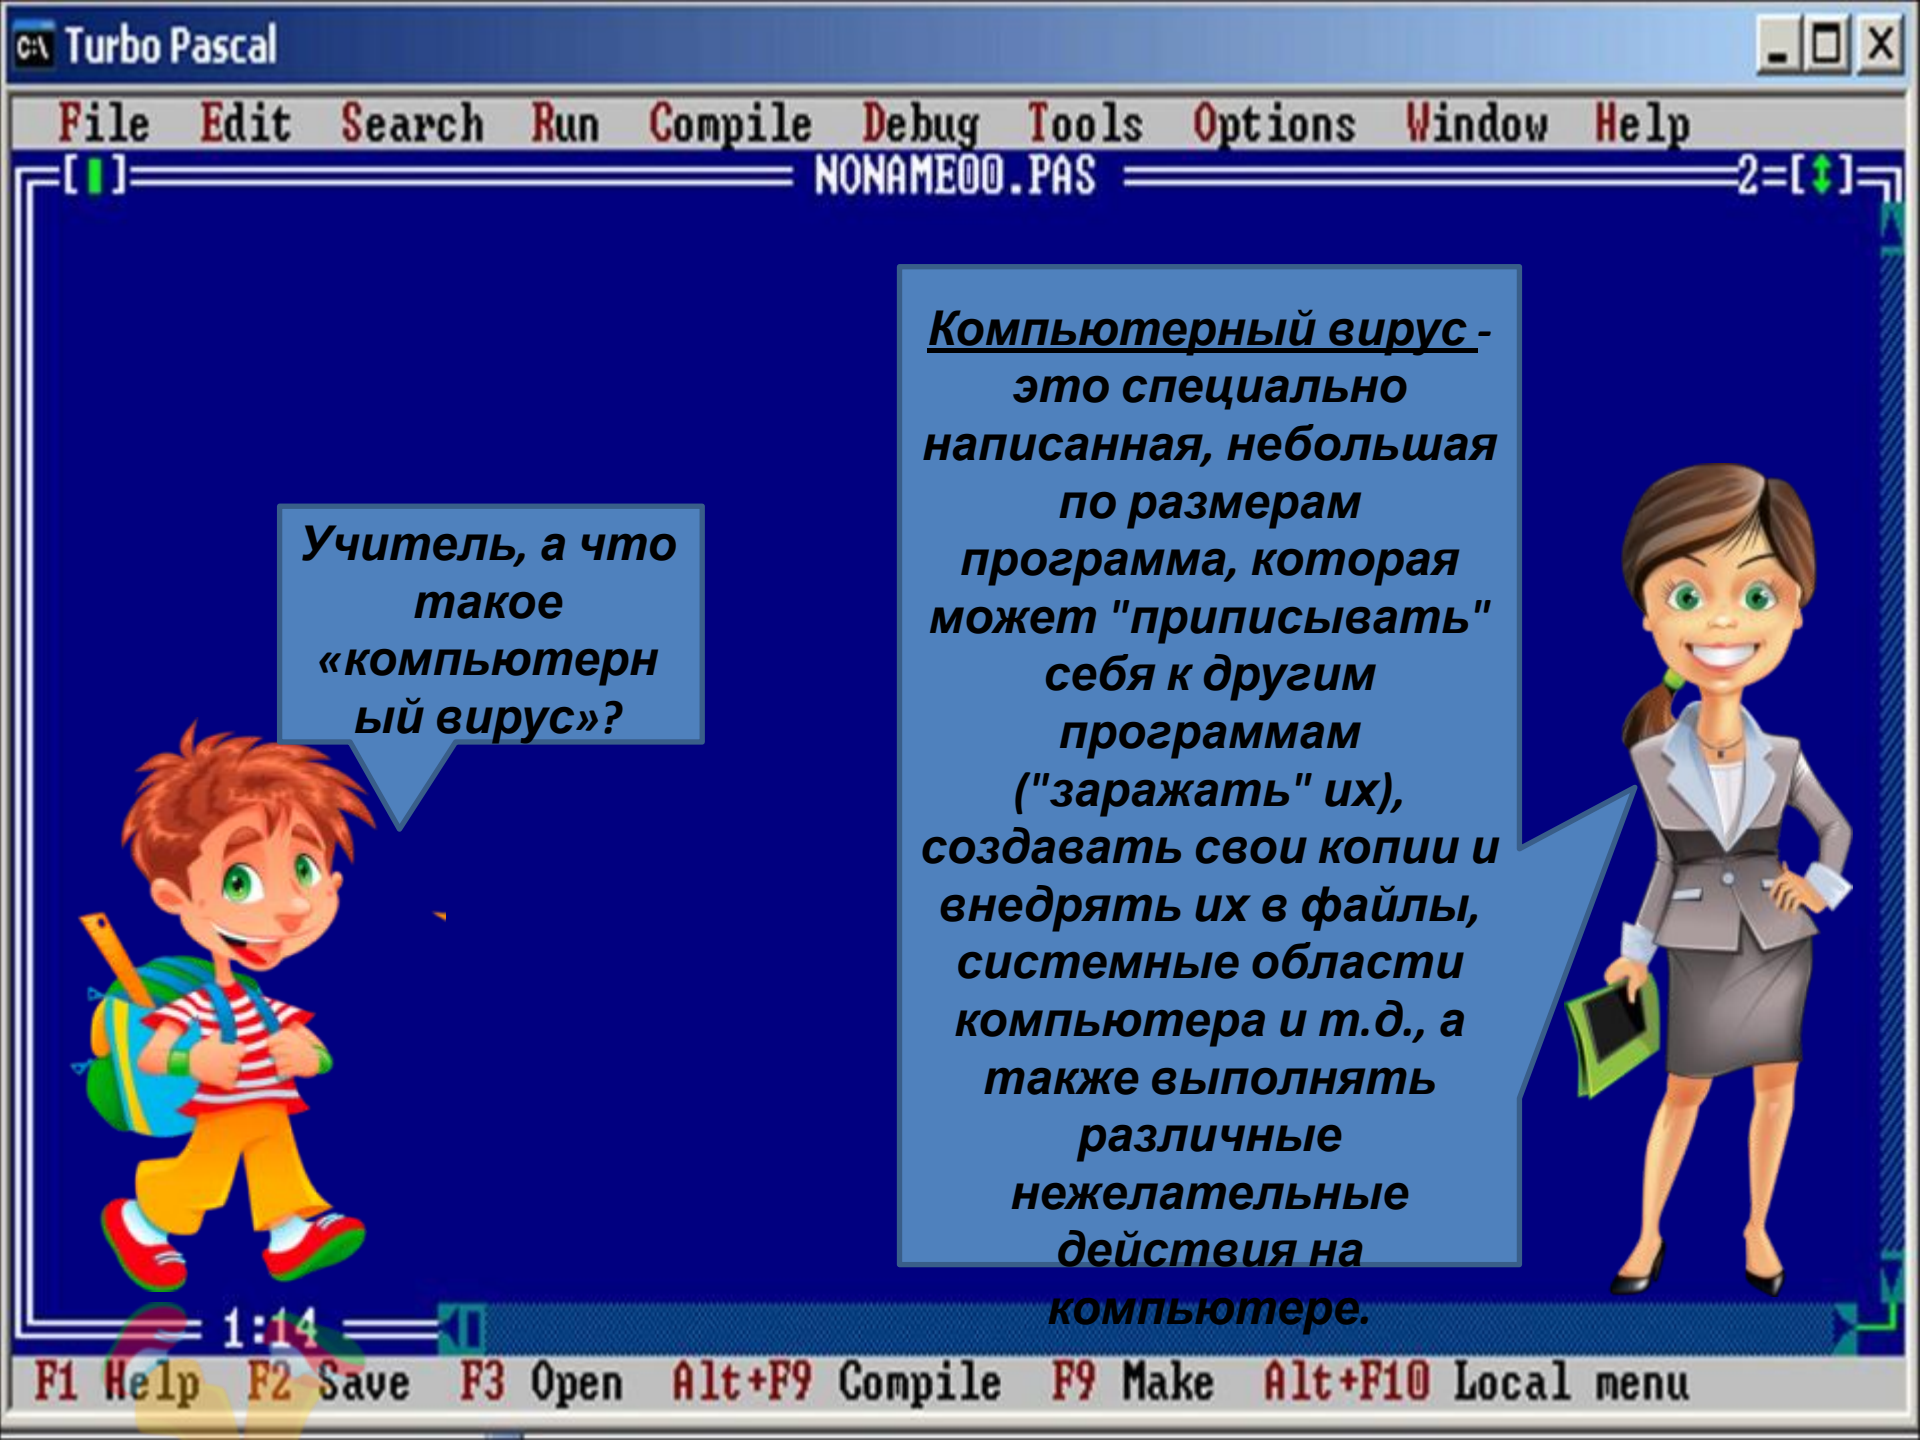 C:\ Turbo Pascal
File Edit Search Run Compile Debug Tools Options Window Help
[ ] NONAME00.PAS 2=[↕]
Учитель, а что
такое
«компьютерн
ый вирус»?
Компьютерный вирус -
это специально
написанная, небольшая
по размерам
программа, которая
может "приписывать"
себя к другим
программам
("заражать" их),
создавать свои копии и
внедрять их в файлы,
системные области
компьютера и т.д., а
также выполнять
различные
нежелательные
действия на
компьютере.
1:14
F1 Help F2 Save F3 Open Alt+F9 Compile F9 Make Alt+F10 Local menu